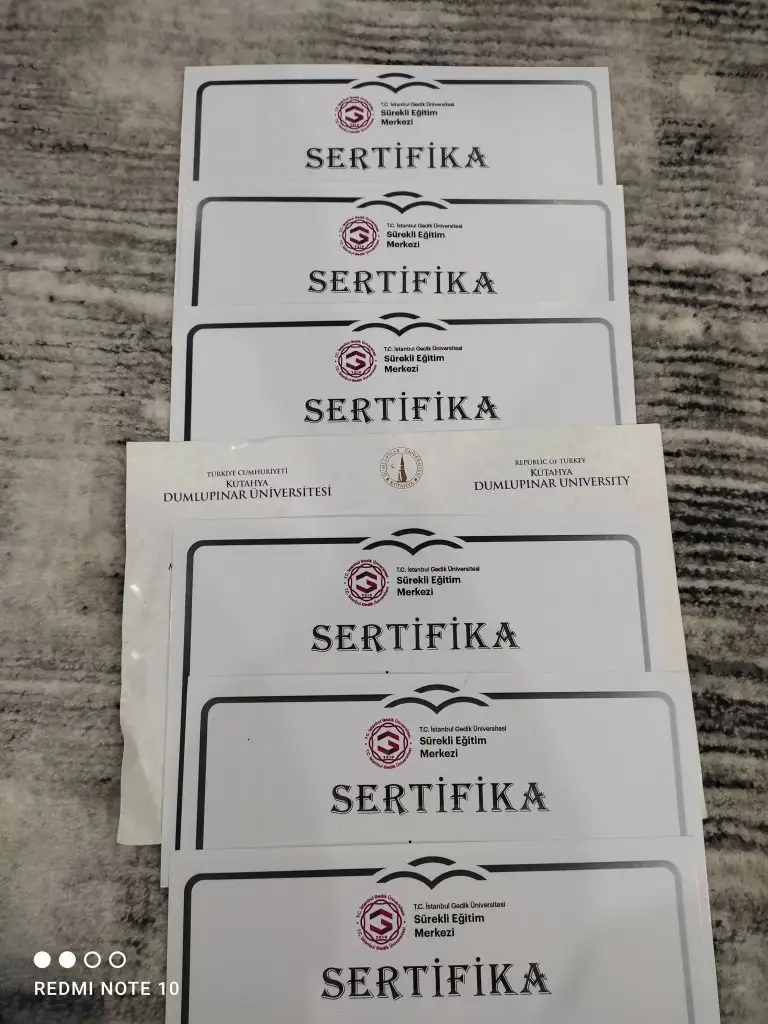 T.C. İstanbul Gedik Üniversitesi
Sürekli Eğitim
Merkezi
SERTİFİKA
T.C. İstanbul Gedik Üniversitesi
Sürekli Eğitim
Merkezi
SERTİFİKA
T.C. İstanbul Gedik Üniversitesi
Sürekli Eğitim
Merkezi
SERTİFİKA
TÜRKİYE CUMHURİYETİ
KÜTAHYA
DUMLUPINAR ÜNİVERSİTESİ
REPUBLIC OF TURKEY
KÜTAHYA
DUMLUPINAR UNIVERSITY
T.C. İstanbul Gedik Üniversitesi
Sürekli Eğitim
Merkezi
SERTİFİKA
T.C. İstanbul Gedik Üniversitesi
Sürekli Eğitim
Merkezi
SERTİFİKA
T.C. İstanbul Gedik Üniversitesi
Sürekli Eğitim
Merkezi
SERTİFİKA
REDMI NOTE 10